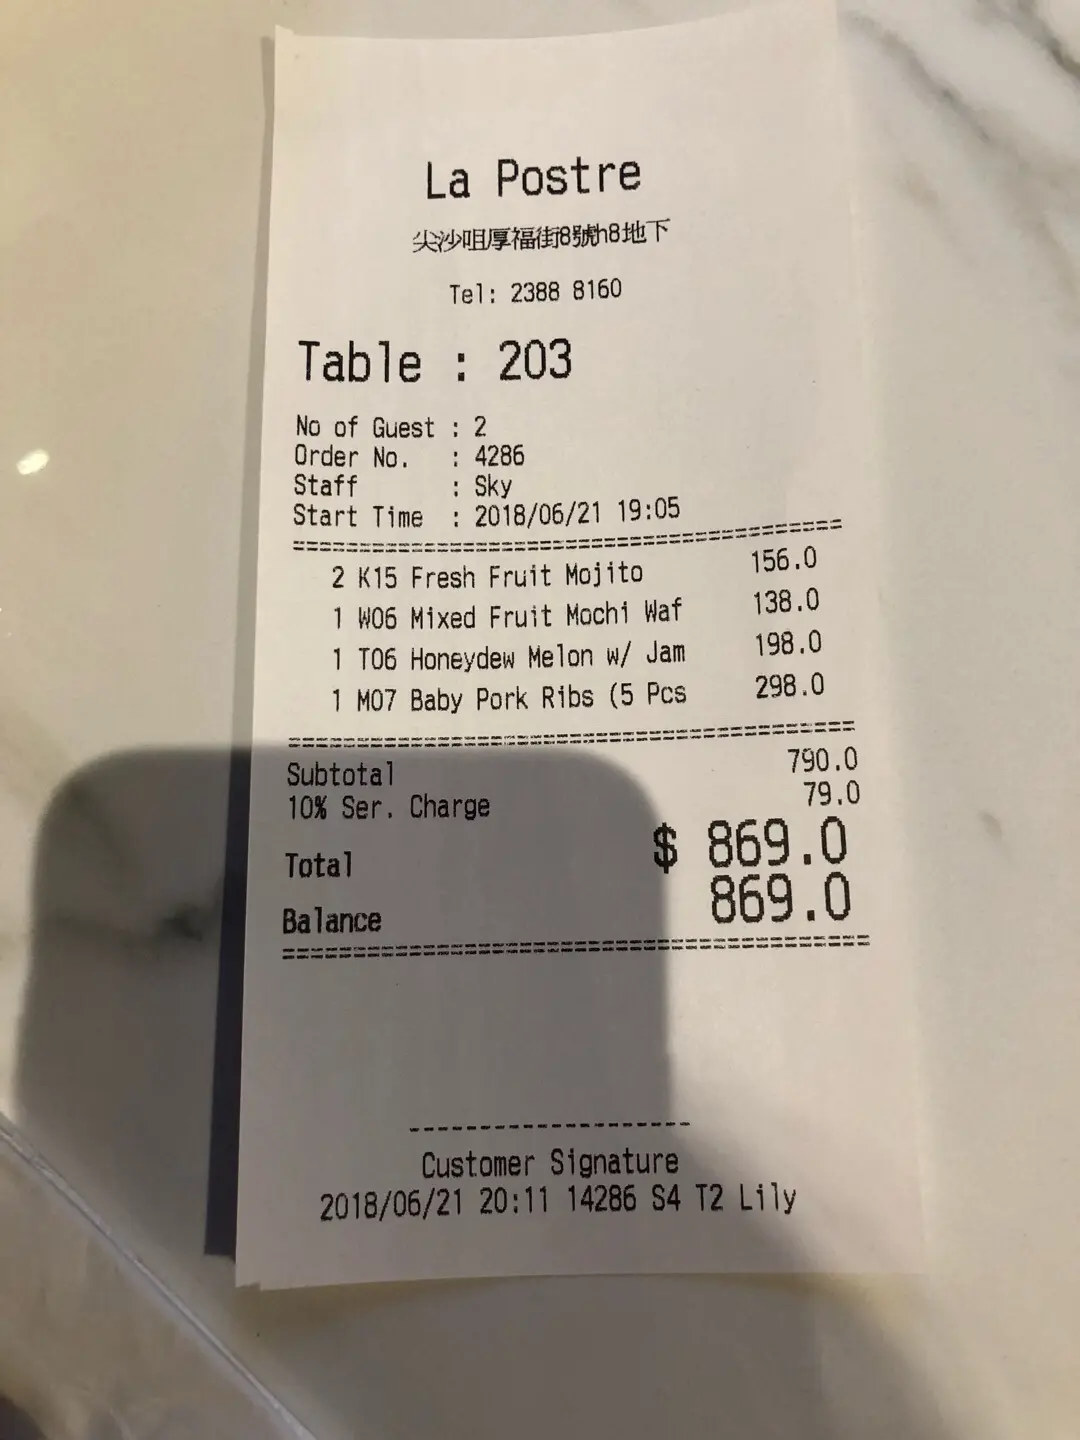 La Postre
尖沙咀厚福街8號h8地下
Tel: 2388 8160
Table : 203
No of Guest : 2
Order No. : 4286
Staff : Sky
Start Time : 2018/06/21 19:05
2 K15 Fresh Fruit Mojito 156.0
1 W06 Mixed Fruit Mochi Waf 138.0
1 T06 Honeydew Melon w/ Jam 198.0
1 M07 Baby Pork Ribs (5 Pcs 298.0
Subtotal 790.0
10% Ser. Charge 79.0
Total $ 869.0
Balance 869.0
Customer Signature
2018/06/21 20:11 14286 S4 T2 Lily